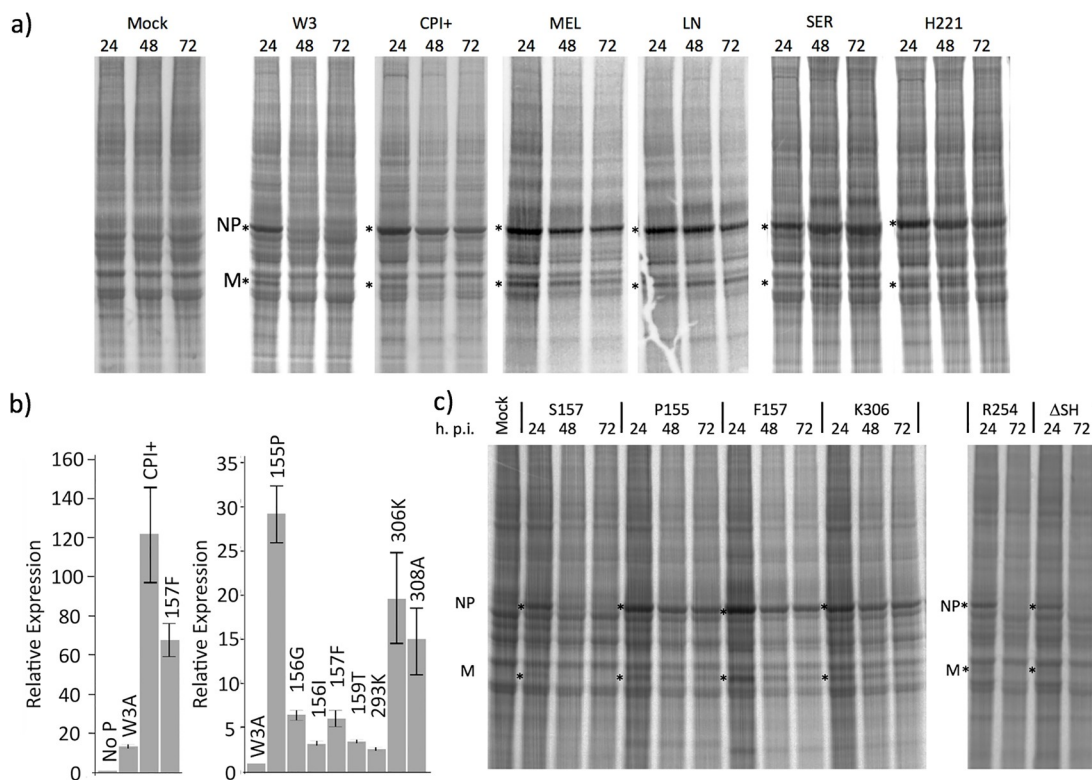 a)
Mock W3 CPI+ MEL LN SER H221
24 48 72 24 48 72 24 48 72 24 48 72 24 48 72 24 48 72 24 48 72
NP* * * * * * *
M* * * * * *
b)
Relative Expression
160
140
120
100
80
60
40
20
0
No P
W3A
CPI+
157F
Relative Expression
35
30
25
20
15
10
5
0
W3A
155P
156G
156I
157F
159T
293K
306K
308A
c)
Mock S157 P155 F157 K306 R254 ΔSH
h. p.i. 24 48 72 24 48 72 24 48 72 24 48 72 24 72 24 72
NP * * * * NP* *
M * * * * M* *